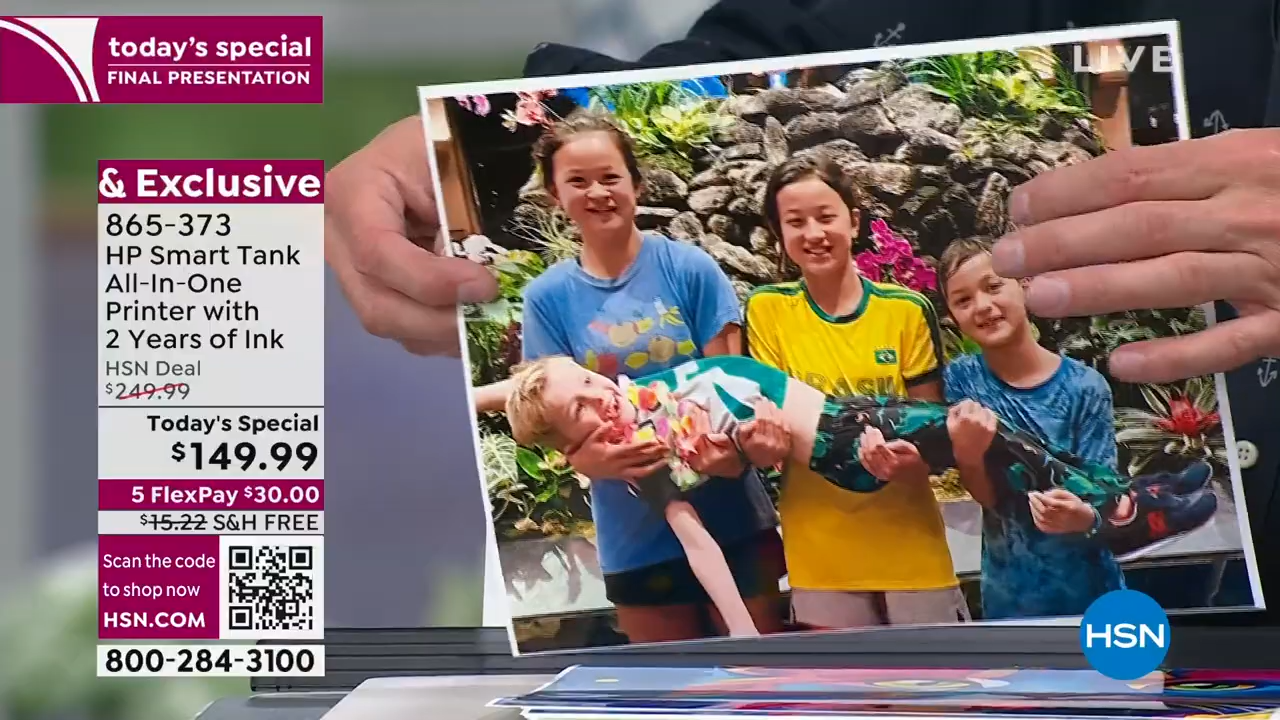 today's special
FINAL PRESENTATION
LIVE
& Exclusive
865-373
HP Smart Tank
All-In-One
Printer with
2 Years of Ink
HSN Deal
$249.99
Today's Special
$149.99
5 FlexPay $30.00
$15.22 S&H FREE
Scan the code
to shop now
HSN.COM
800-284-3100
BRASIL
HSN